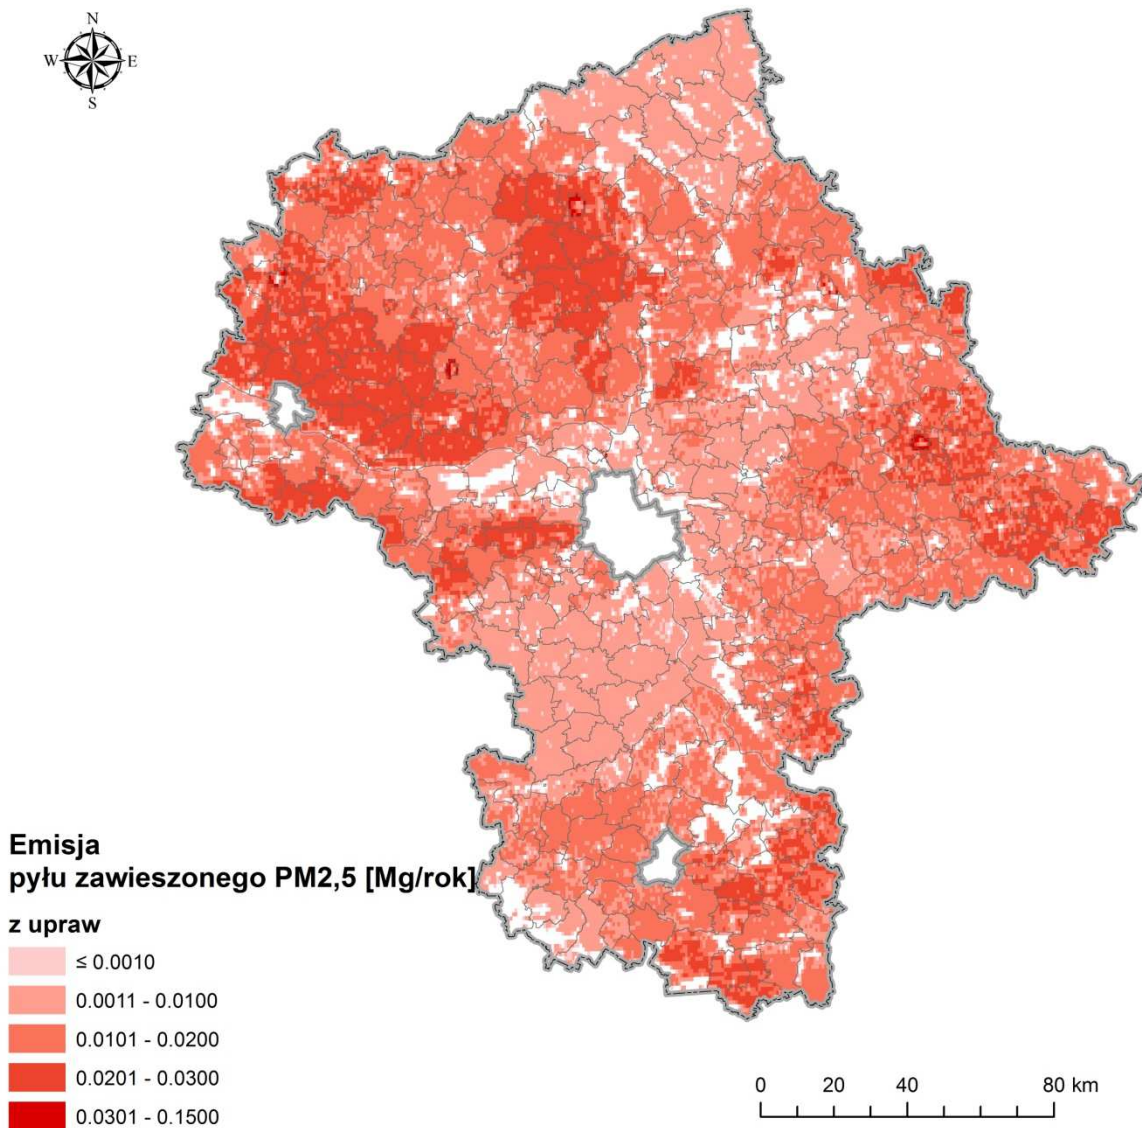 N
W E
S
Emisja
pyłu zawieszonego PM2,5 [Mg/rok]
z upraw
≤ 0.0010
0.0011 - 0.0100
0.0101 - 0.0200
0.0201 - 0.0300
0.0301 - 0.1500
0 20 40 80 km